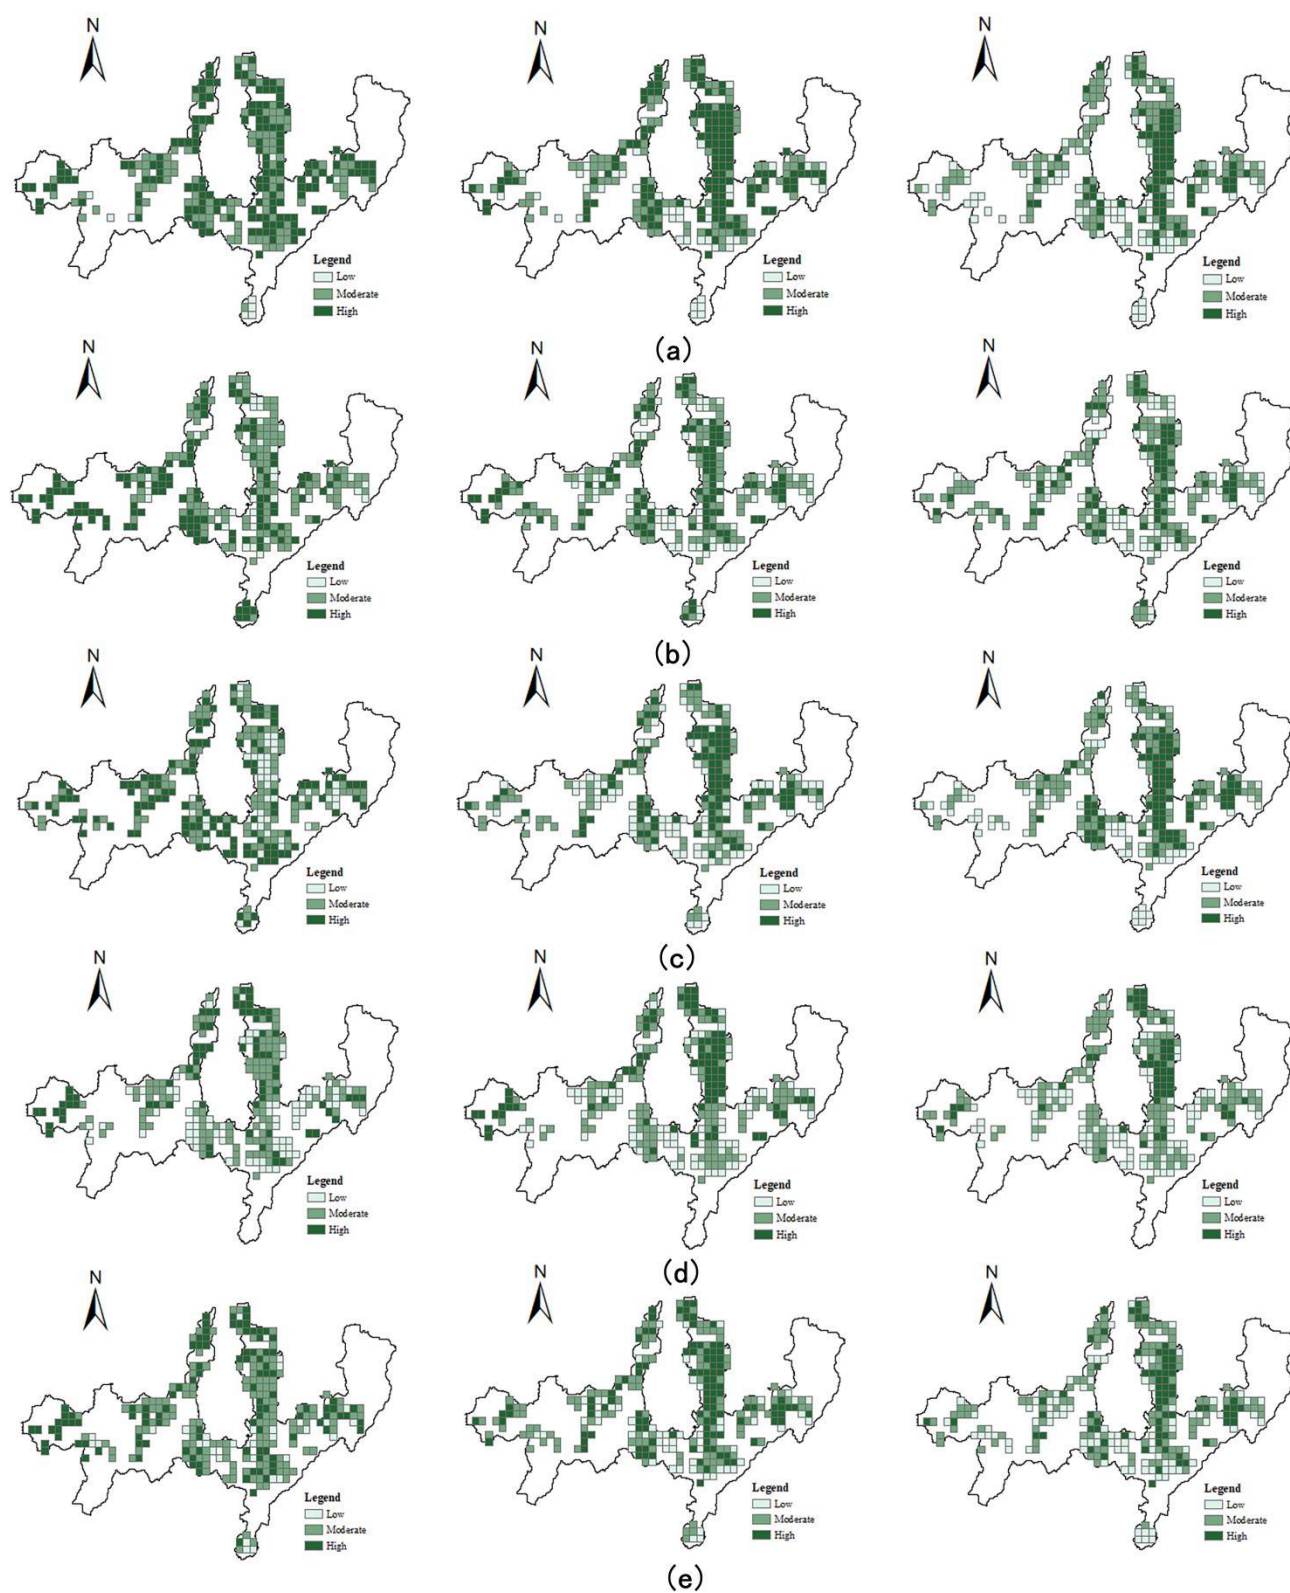 N N N
Legend Legend Legend
Low Low Low
Moderate Moderate Moderate
High High High
(a)
N N N
Legend Legend Legend
Low Low Low
Moderate Moderate Moderate
High High High
(b)
N N N
Legend Legend Legend
Low Low Low
Moderate Moderate Moderate
High High High
(c)
N N N
Legend Legend Legend
Low Low Low
Moderate Moderate Moderate
High High High
(d)
N N N
Legend Legend Legend
Low Low Low
Moderate Moderate Moderate
High High High
(e)